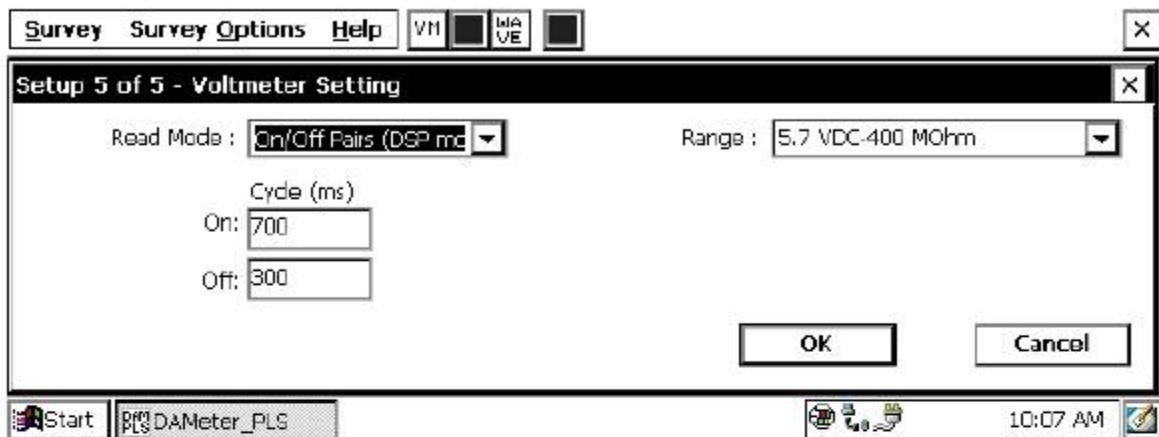 Survey Survey Options Help VM WAVE
Setup 5 of 5 - Voltmeter Setting
Read Mode : On/Off Pairs (DSP mo Range : 5.7 VDC-400 MOhm
Cycle (ms)
On: 700
Off: 300
OK Cancel
Start DAMeter_PLS 10:07 AM